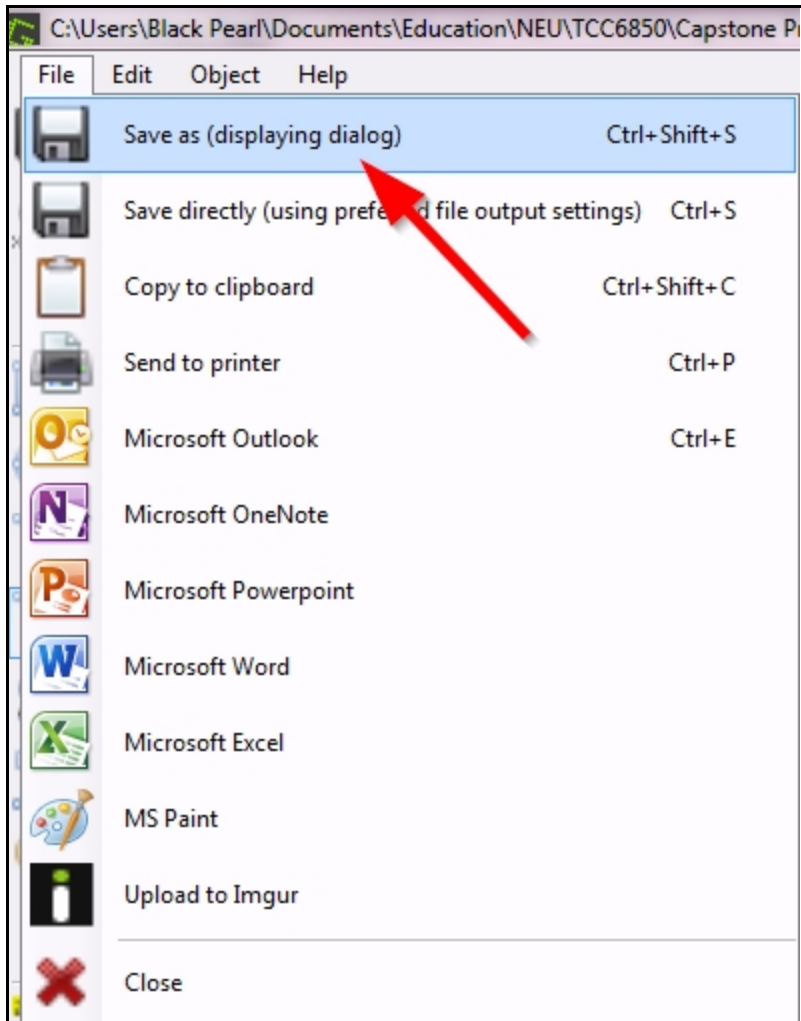 C:\Users\Black Pearl\Documents\Education\NEU\TCC6850\Capstone
File Edit Object Help
Save as (displaying dialog) Ctrl+Shift+S
Save directly (using file output settings) Ctrl+S
Copy to clipboard Ctrl+Shift+C
Send to printer Ctrl+P
Microsoft Outlook Ctrl+E
Microsoft OneNote
Microsoft Powerpoint
Microsoft Word
Microsoft Excel
MS Paint
Upload to Imgur
Close